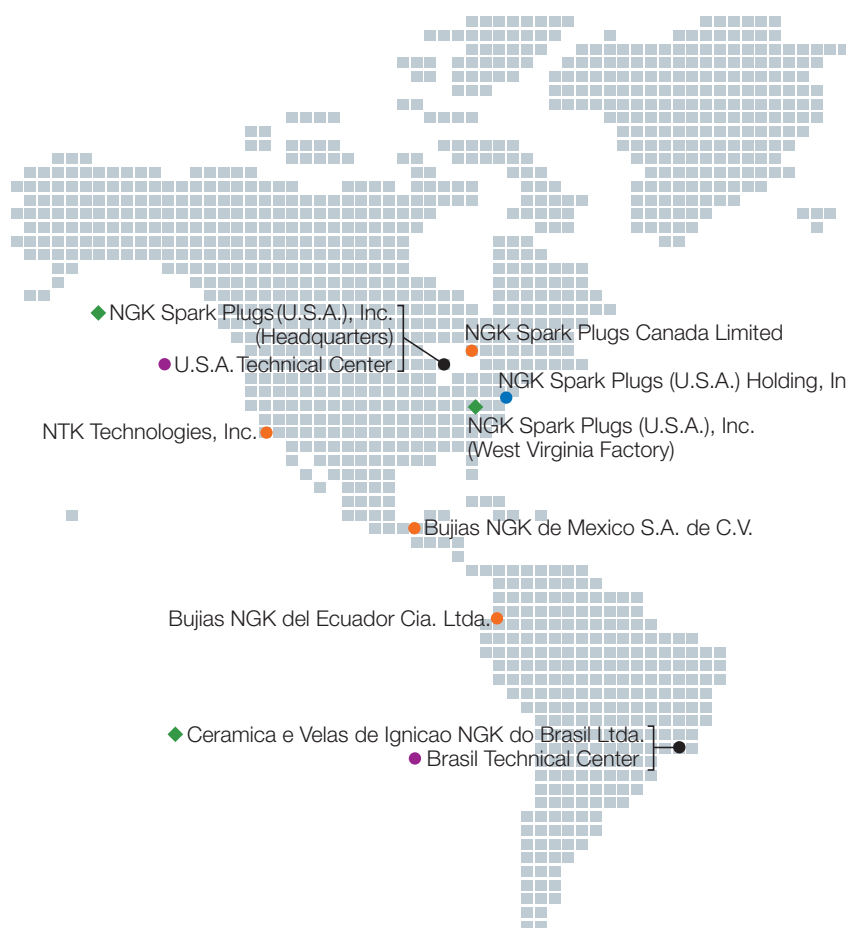 NGK Spark Plugs (U.S.A.), Inc.
(Headquarters)
U.S.A. Technical Center
NGK Spark Plugs Canada Limited
NGK Spark Plugs (U.S.A.) Holding, In
NGK Spark Plugs (U.S.A.), Inc.
(West Virginia Factory)
NTK Technologies, Inc.
Bujias NGK de Mexico S.A. de C.V.
Bujias NGK del Ecuador Cia. Ltda.
Ceramica e Velas de Ignicao NGK do Brasil Ltda.
Brasil Technical Center